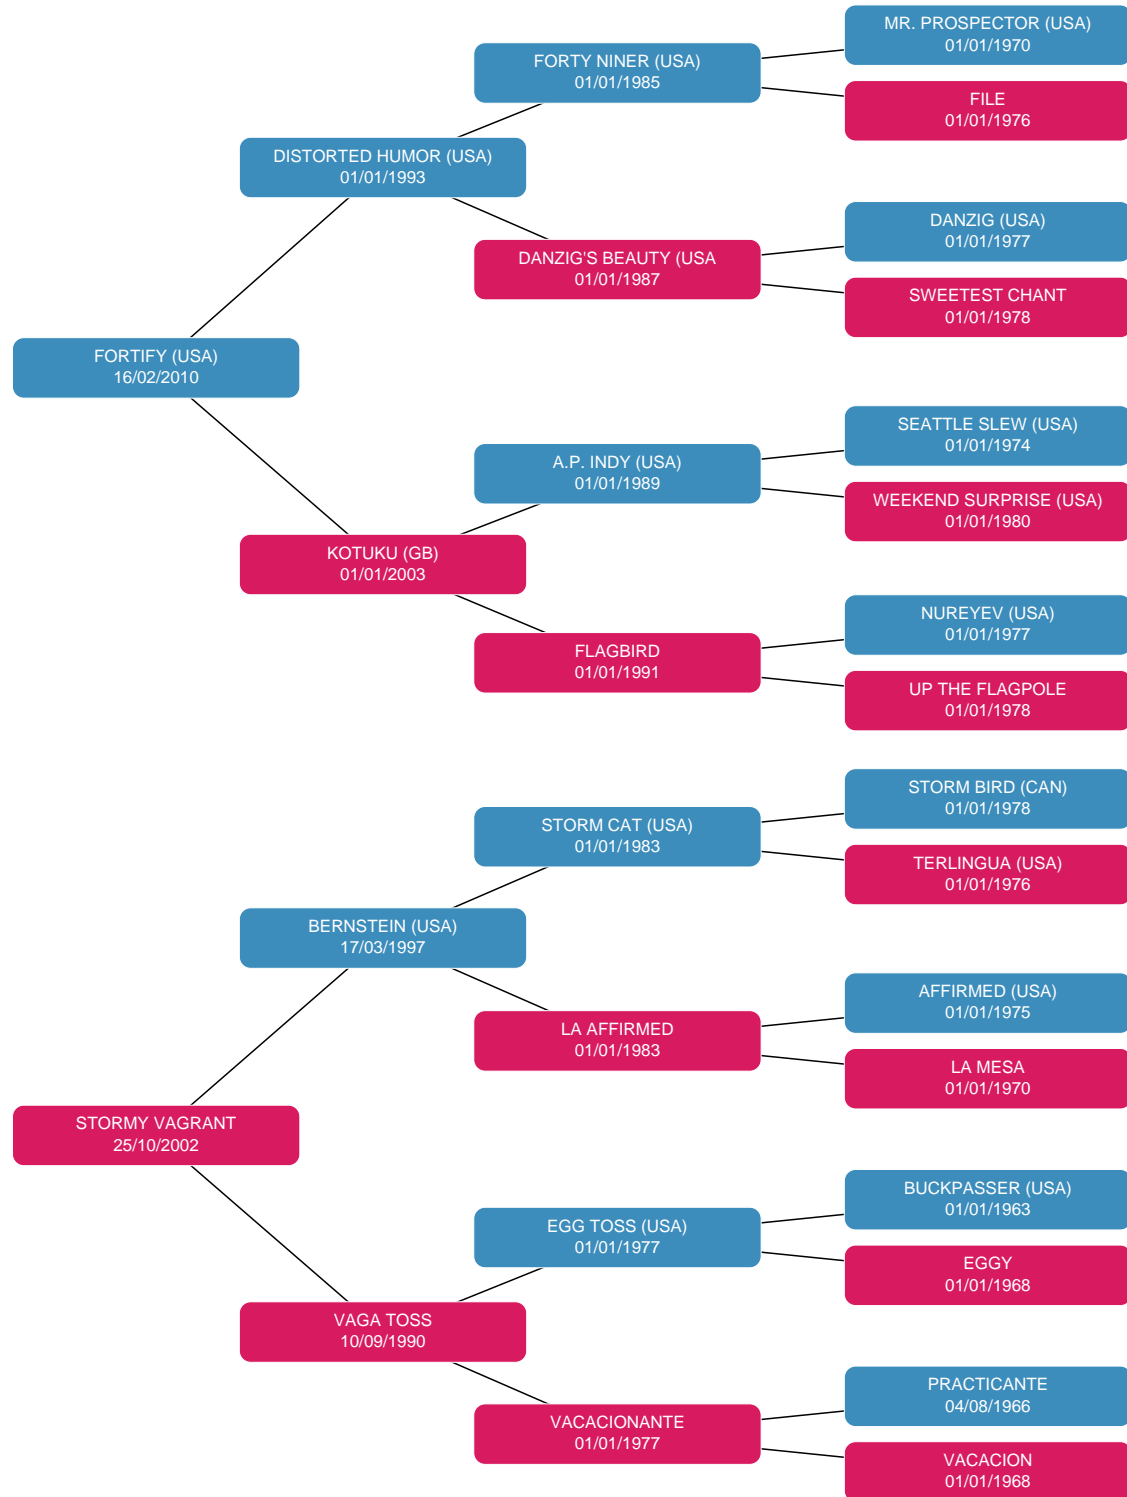 MR. PROSPECTOR (USA)
01/01/1970
FORTY NINER (USA)
01/01/1985
FILE
01/01/1976
DISTORTED HUMOR (USA)
01/01/1993
DANZIG (USA)
01/01/1977
DANZIG'S BEAUTY (USA
01/01/1987
SWEETEST CHANT
01/01/1978
FORTIFY (USA)
16/02/2010
SEATTLE SLEW (USA)
01/01/1974
A.P. INDY (USA)
01/01/1989
WEEKEND SURPRISE (USA)
01/01/1980
KOTUKU (GB)
01/01/2003
NUREYEV (USA)
01/01/1977
FLAGBIRD
01/01/1991
UP THE FLAGPOLE
01/01/1978
STORM BIRD (CAN)
01/01/1978
STORM CAT (USA)
01/01/1983
TERLINGUA (USA)
01/01/1976
BERNSTEIN (USA)
17/03/1997
AFFIRMED (USA)
01/01/1975
LA AFFIRMED
01/01/1983
LA MESA
01/01/1970
STORMY VAGRANT
25/10/2002
BUCKPASSER (USA)
01/01/1963
EGG TOSS (USA)
01/01/1977
EGGY
01/01/1968
VAGA TOSS
10/09/1990
PRACTICANTE
04/08/1966
VACACIONANTE
01/01/1977
VACACION
01/01/1968